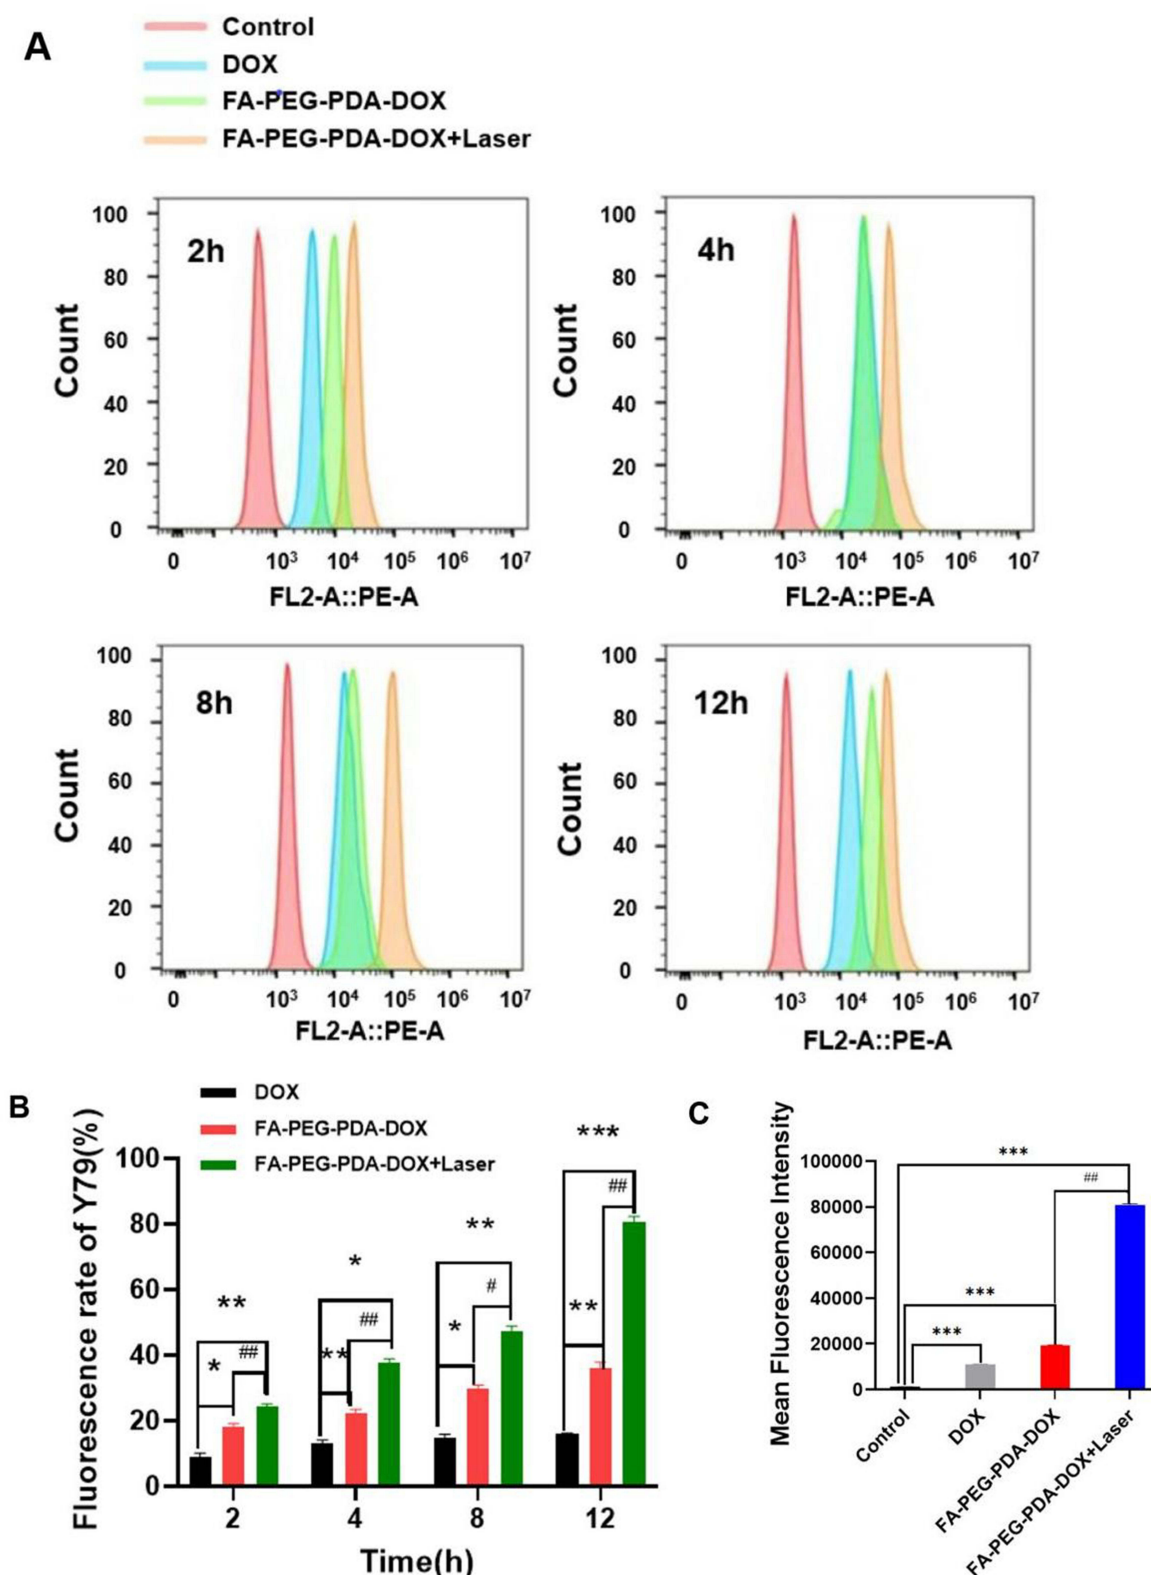 A
Control
DOX
FA-PEG-PDA-DOX
FA-PEG-PDA-DOX+Laser
2h
100
80
60
40
20
0
Count
0 10³ 10⁴ 10⁵ 10⁶ 10⁷
FL2-A::PE-A
4h
100
80
60
40
20
0
Count
0 10³ 10⁴ 10⁵ 10⁶ 10⁷
FL2-A::PE-A
8h
100
80
60
40
20
0
Count
0 10³ 10⁴ 10⁵ 10⁶ 10⁷
FL2-A::PE-A
12h
100
80
60
40
20
0
Count
0 10³ 10⁴ 10⁵ 10⁶ 10⁷
FL2-A::PE-A
B
DOX
FA-PEG-PDA-DOX
FA-PEG-PDA-DOX+Laser
Fluorescence rate of Y79(%)
100
80
60
40
20
0
** * ##
* ** ##
** * #
*** ** ##
2 4 8 12
Time(h)
C
Mean Fluorescence Intensity
100000
80000
60000
40000
20000
0
***
##
***
***
Control
DOX
FA-PEG-PDA-DOX
FA-PEG-PDA-DOX+Laser